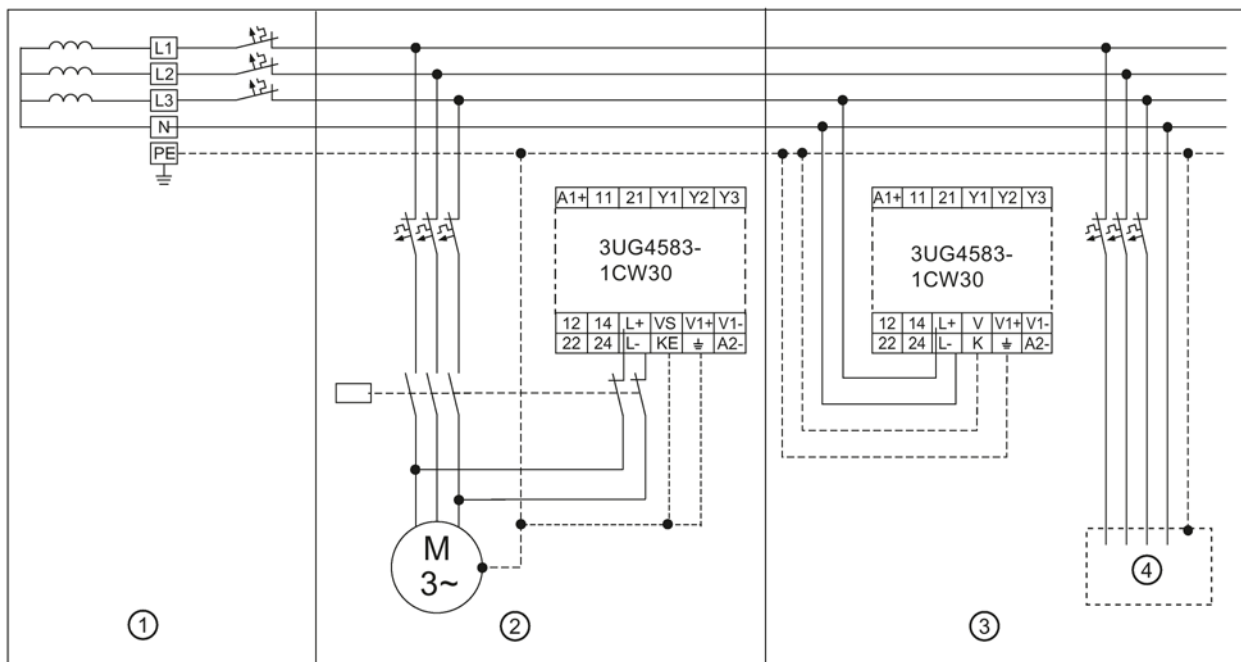 L1
L2
L3
N
PE
A1+ 11 21 Y1 Y2 Y3
3UG4583-
1CW30
12 14 L+ VS V1+ V1-
22 24 L- KE ⏚ A2-
M
3~
A1+ 11 21 Y1 Y2 Y3
3UG4583-
1CW30
12 14 L+ V V1+ V1-
22 24 L- K ⏚ A2-
④
① ② ③